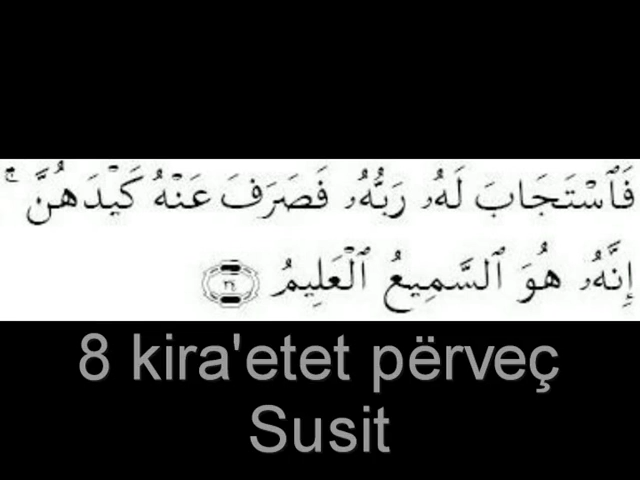 فَٱسْتَجَابَ لَهُۥ رَبُّهُۥ فَصَرَفَ عَنْهُ كَيْدَهُنَّ ۚ
إِنَّهُۥ هُوَ ٱلسَّمِيعُ ٱلْعَلِيمُ ٣٤
8 kira'etet përveç
Susit